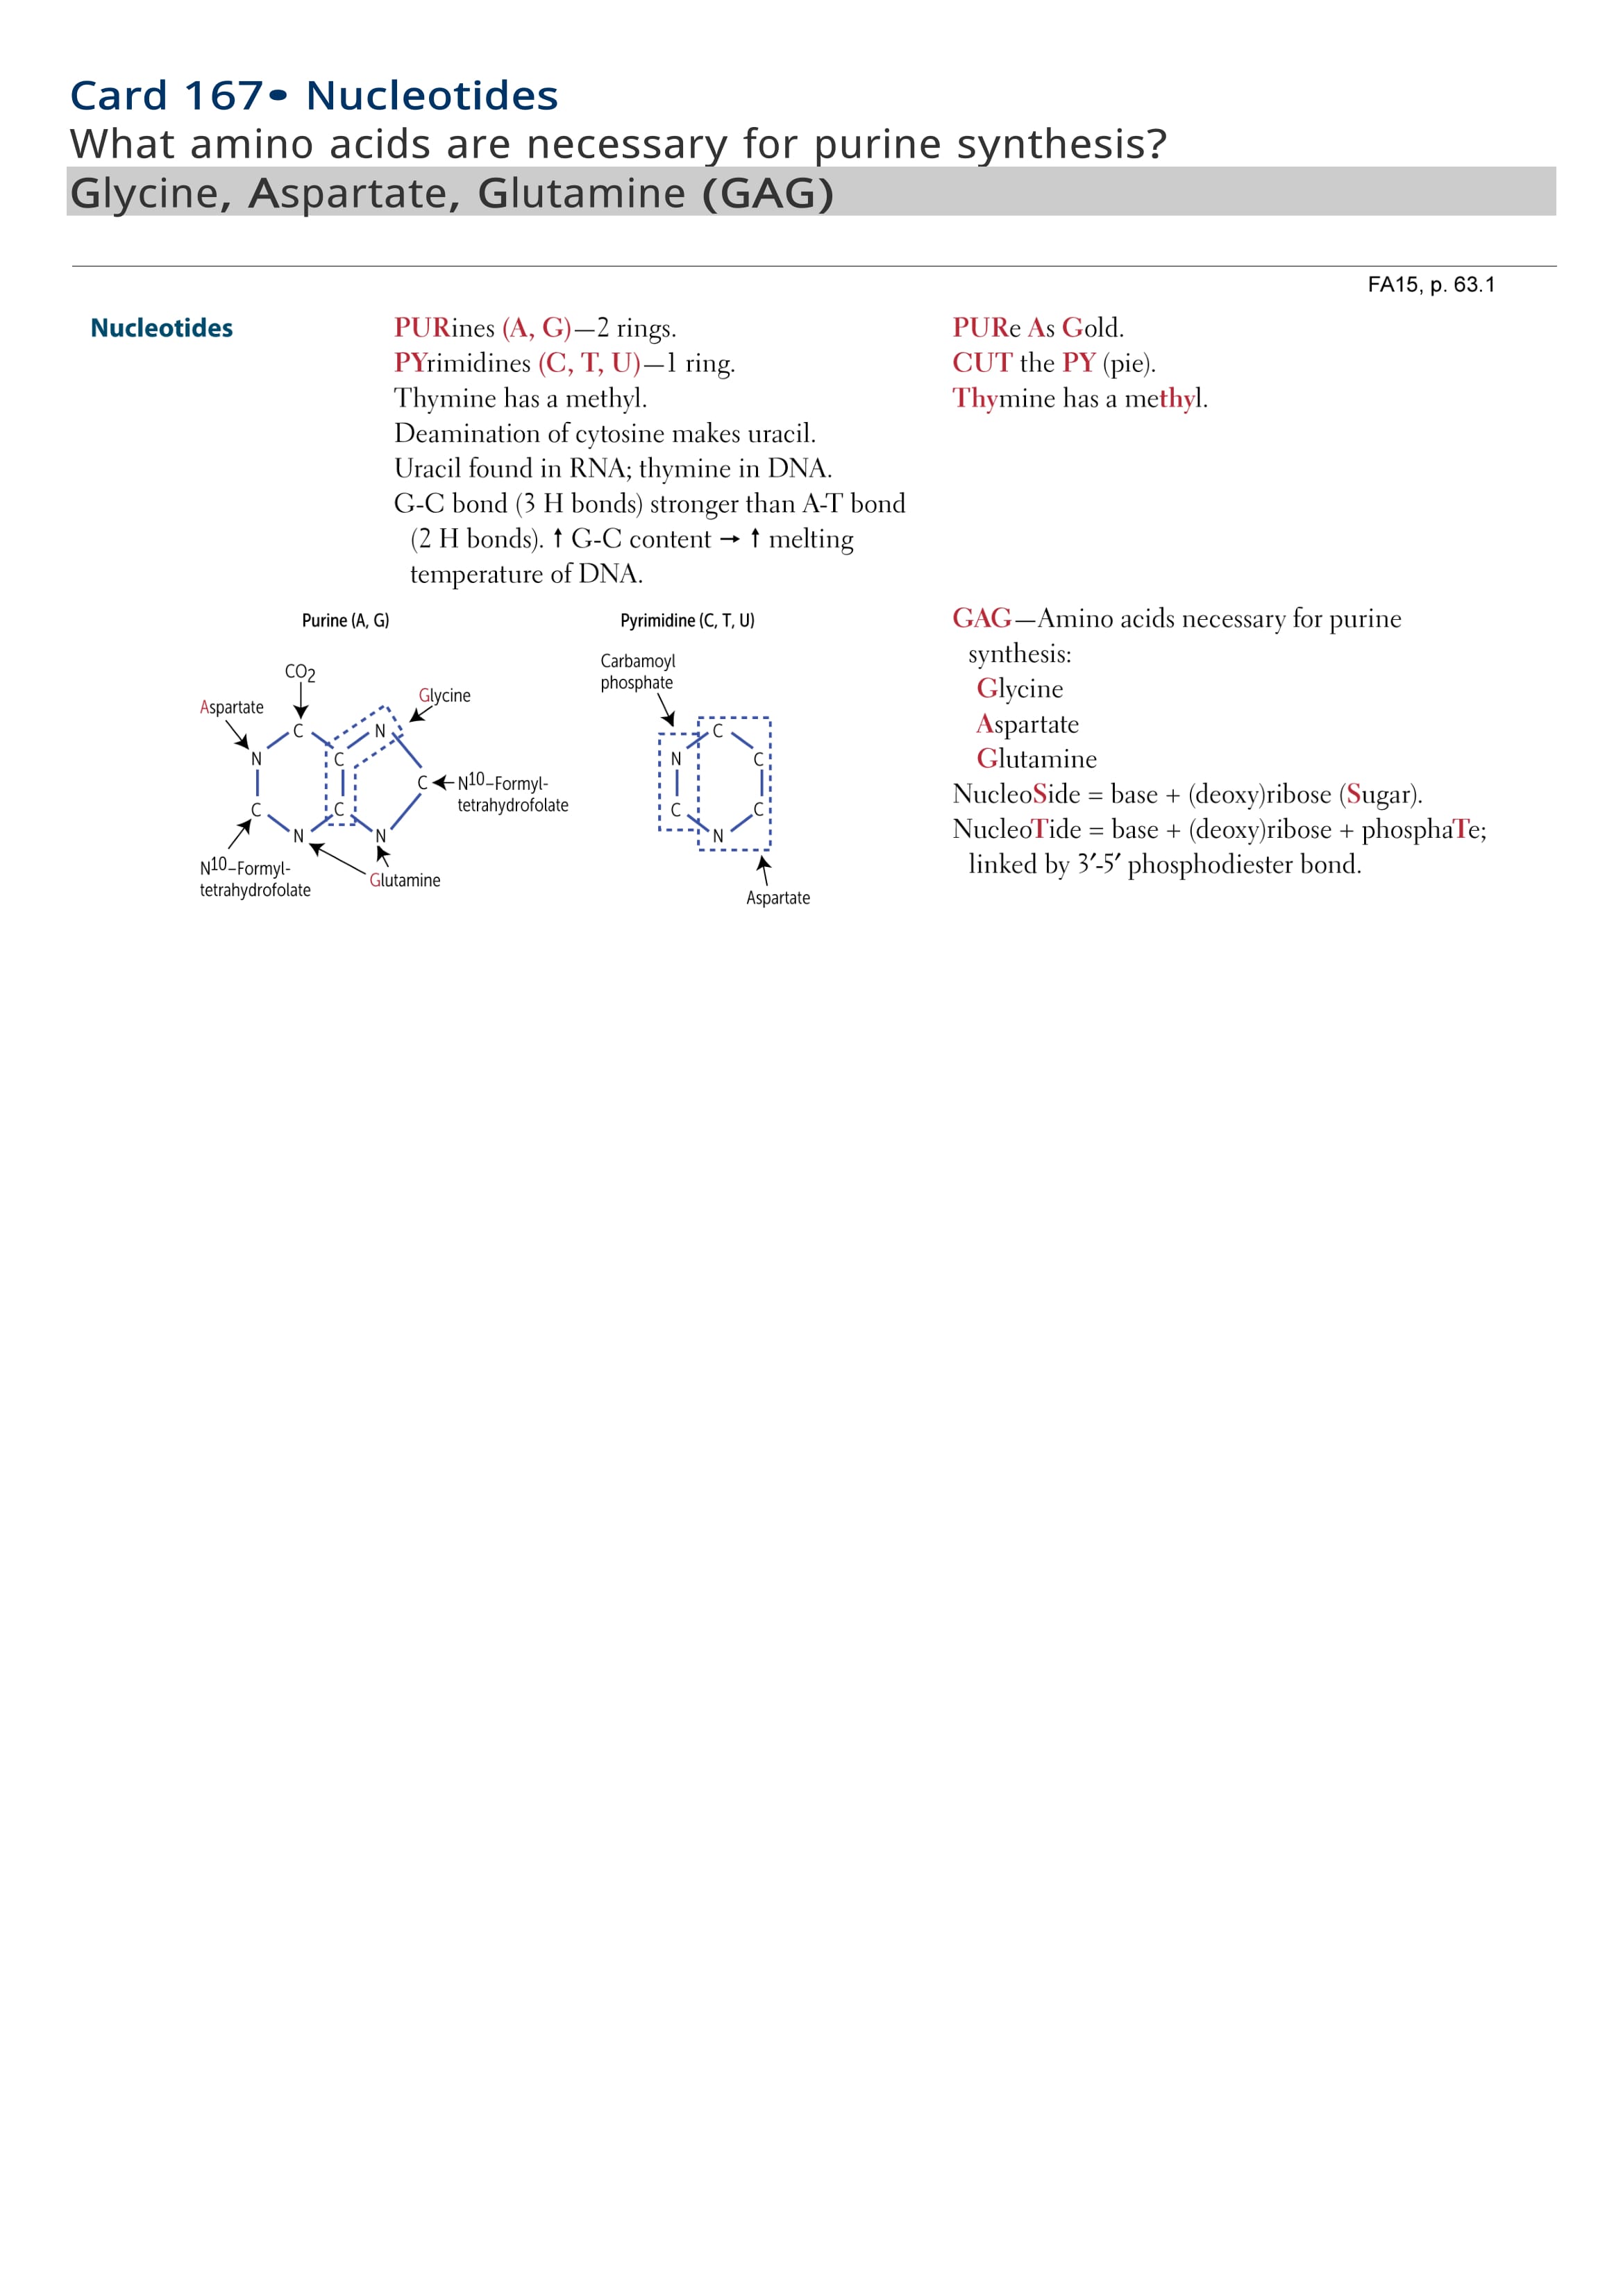 Card 167• Nucleotides
What amino acids are necessary for purine synthesis?
Glycine, Aspartate, Glutamine (GAG)
FA15, p. 63.1
Nucleotides
PURines (A, G)—2 rings.
PYrimidines (C, T, U)—1 ring.
Thymine has a methyl.
Deamination of cytosine makes uracil.
Uracil found in RNA; thymine in DNA.
G-C bond (3 H bonds) stronger than A-T bond
(2 H bonds). ↑ G-C content → ↑ melting
temperature of DNA.
PURe As Gold.
CUT the PY (pie).
Thymine has a methyl.
Purine (A, G)
CO2
Aspartate
Glycine
C
N
N
C
C
N10–Formyl-
tetrahydrofolate
C
C
N
N
N10–Formyl-
tetrahydrofolate
Glutamine
Pyrimidine (C, T, U)
Carbamoyl
phosphate
C
N
C
C
C
N
Aspartate
GAG—Amino acids necessary for purine
synthesis:
Glycine
Aspartate
Glutamine
NucleoSide = base + (deoxy)ribose (Sugar).
NucleoTide = base + (deoxy)ribose + phosphaTe;
linked by 3′-5′ phosphodiester bond.